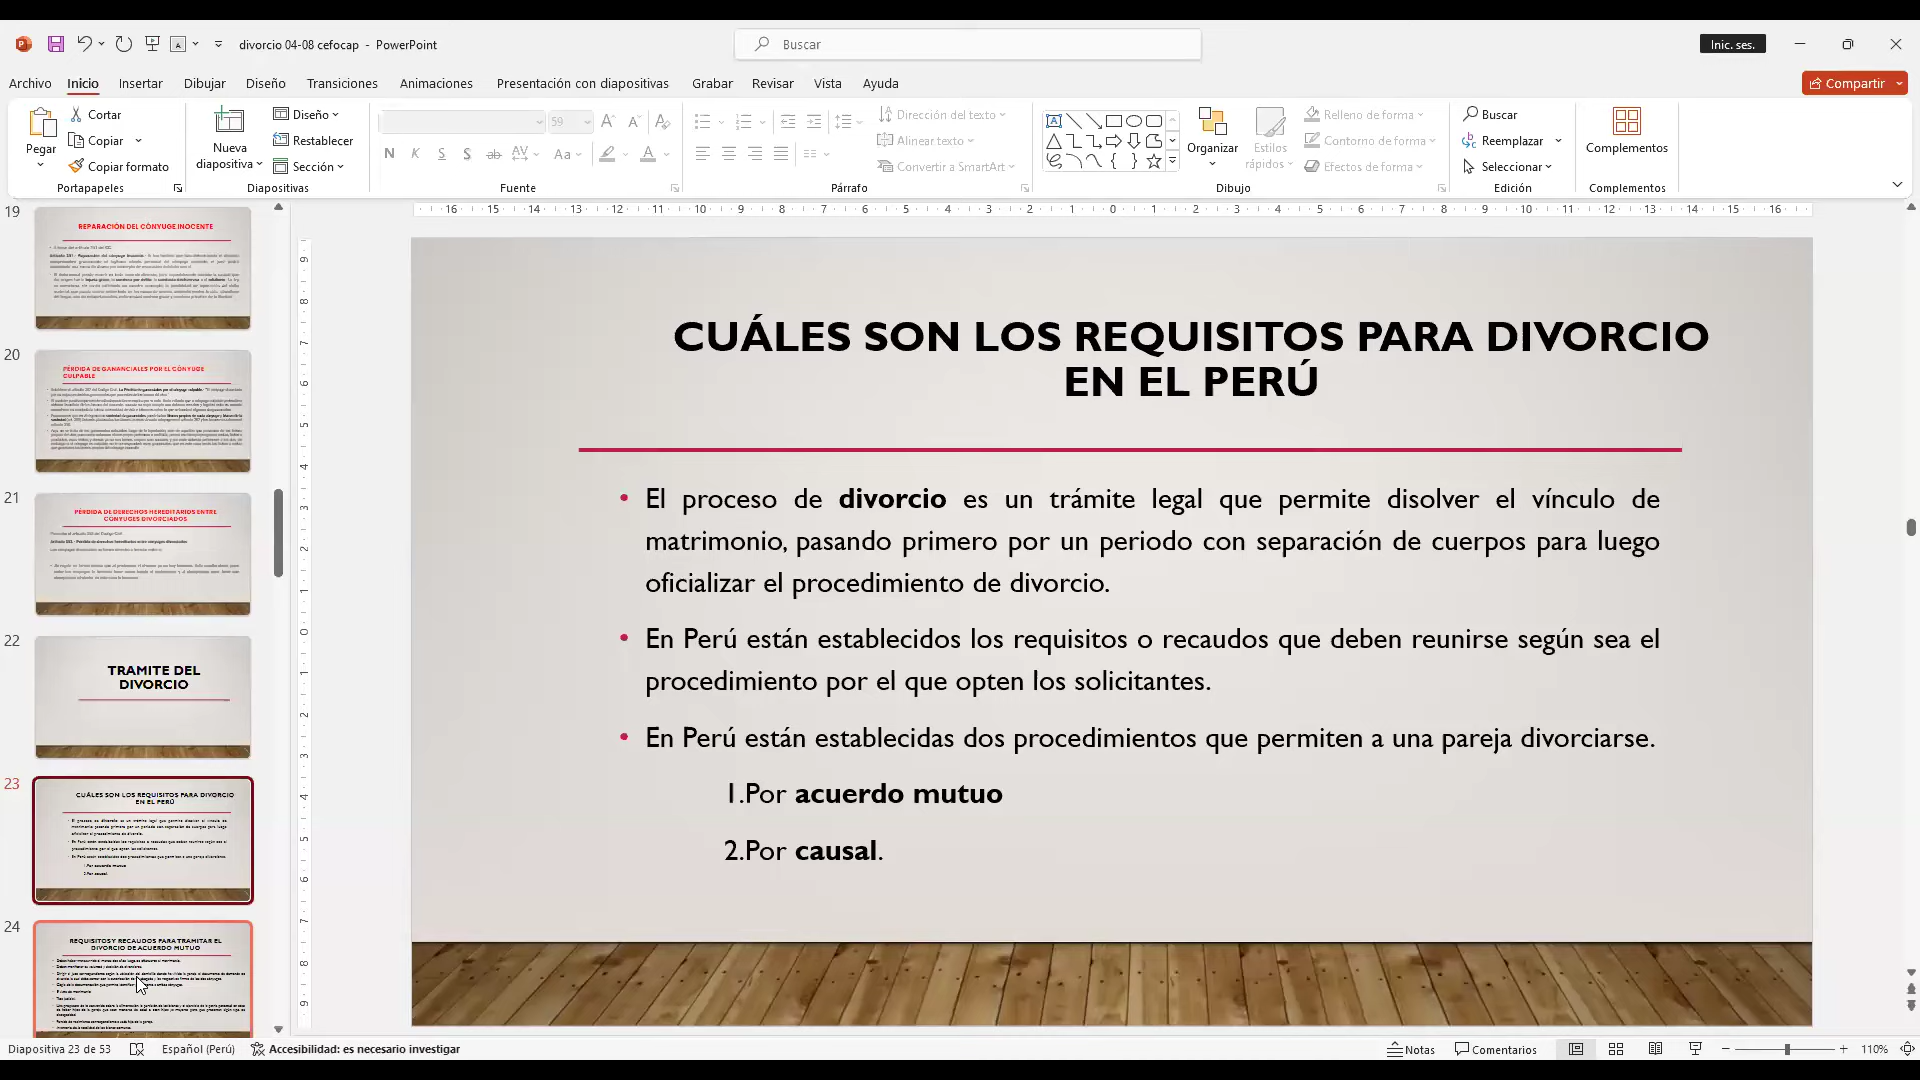 divorcio 04-08 cefocap - PowerPoint
Buscar
Inic. ses.
Archivo Inicio Insertar Dibujar Diseño Transiciones Animaciones Presentación con diapositivas Grabar Revisar Vista Ayuda
Compartir
Pegar
Cortar
Copiar
Copiar formato
Portapapeles
Nueva diapositiva
Diseño
Restablecer
Sección
Diapositivas
59
Fuente
Párrafo
Dirección del texto
Alinear texto
Convertir a SmartArt
Organizar
Estilos rápidos
Relleno de forma
Contorno de forma
Efectos de forma
Dibujo
Buscar
Reemplazar
Seleccionar
Edición
Complementos
Complementos
19
REPARACIÓN DEL CÓNYUGE INOCENTE
20
PÉRDIDA DE GANANCIALES POR EL CÓNYUGE
CULPABLE
21
PÉRDIDA DE DERECHOS HEREDITARIOS ENTRE
CÓNYUGES DIVORCIADOS
22
TRAMITE DEL
DIVORCIO
23
CUÁLES SON LOS REQUISITOS PARA DIVORCIO
EN EL PERÚ
24
REQUISITOS Y RECAUDOS PARA TRAMITAR EL
DIVORCIO DE ACUERDO MUTUO
CUÁLES SON LOS REQUISITOS PARA DIVORCIO
EN EL PERÚ
• El proceso de divorcio es un trámite legal que permite disolver el vínculo de
matrimonio, pasando primero por un periodo con separación de cuerpos para luego
oficializar el procedimiento de divorcio.
• En Perú están establecidos los requisitos o recaudos que deben reunirse según sea el
procedimiento por el que opten los solicitantes.
• En Perú están establecidas dos procedimientos que permiten a una pareja divorciarse.
1.Por acuerdo mutuo
2.Por causal.
Diapositiva 23 de 53 Español (Perú) Accesibilidad: es necesario investigar
Notas Comentarios 110%